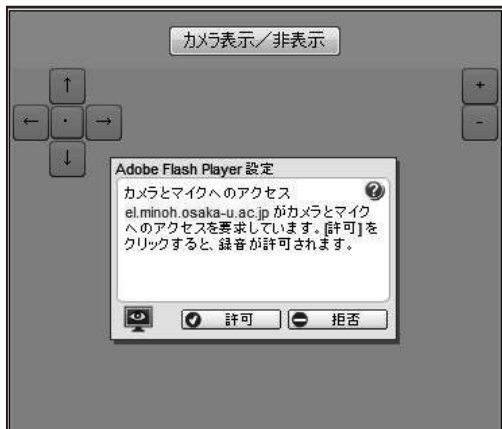 カメラ表示／非表示
↑
← ・ →
↓
+
-
Adobe Flash Player 設定
カメラとマイクへのアクセス
?
el.minoh.osaka-u.ac.jp がカメラとマイク
へのアクセスを要求しています。[許可] を
クリックすると、録音が許可されます。
許可
拒否